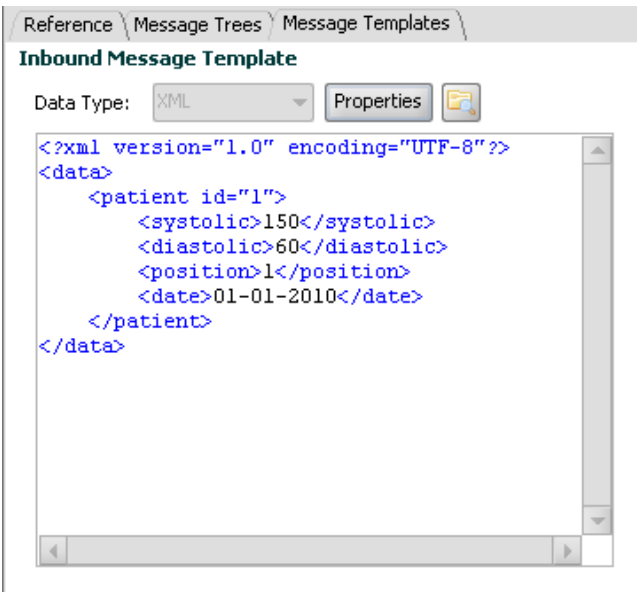 Reference Message Trees Message Templates
Inbound Message Template
Data Type: XML Properties
<?xml version="1.0" encoding="UTF-8"?>
<data>
    <patient id="1">
        <systolic>150</systolic>
        <diastolic>60</diastolic>
        <position>1</position>
        <date>01-01-2010</date>
    </patient>
</data>